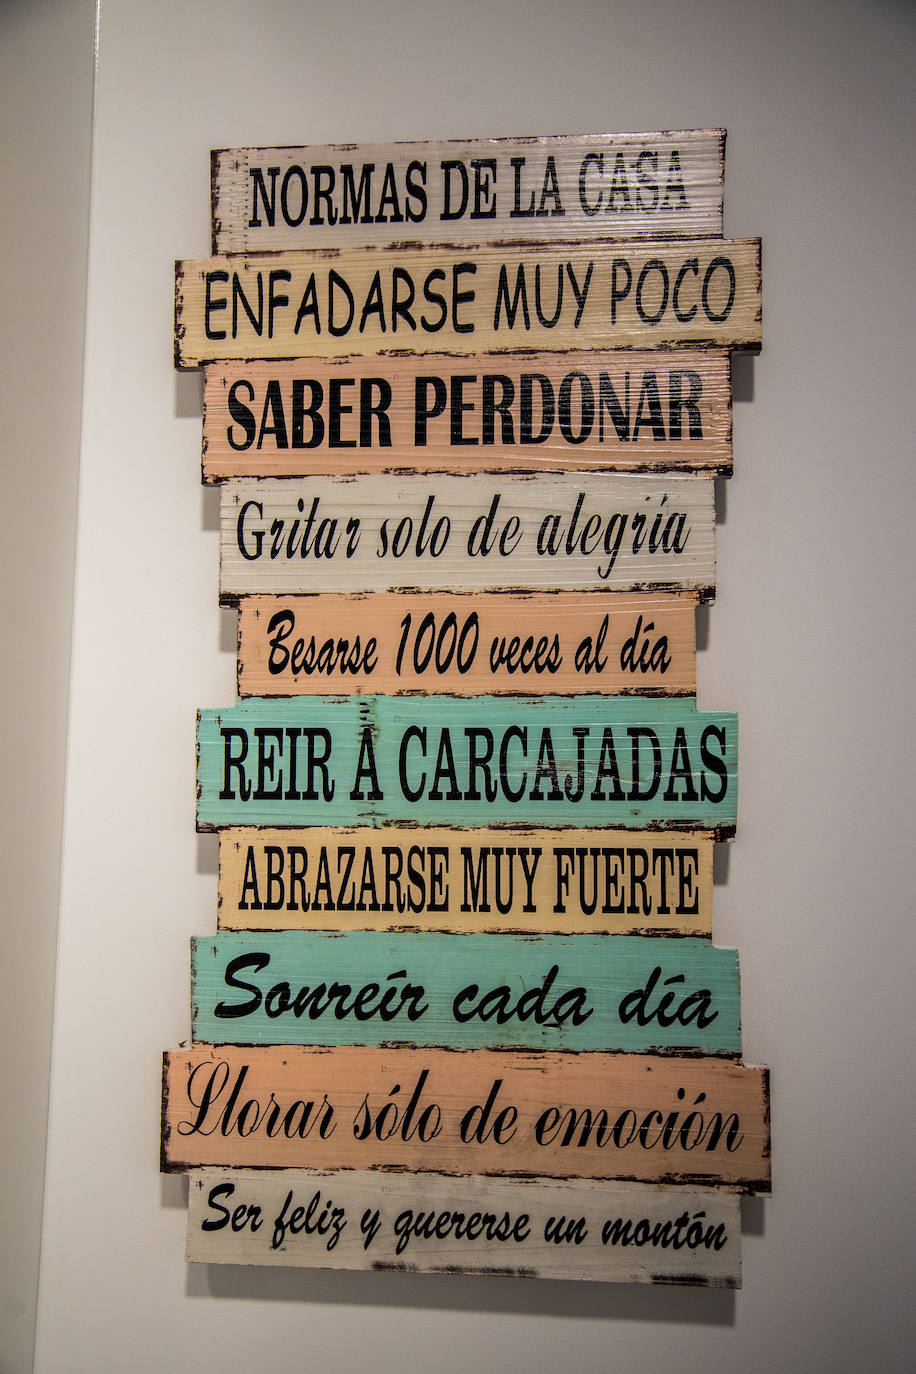 NORMAS DE LA CASA
ENFADARSE MUY POCO
SABER PERDONAR
Gritar solo de alegría
Besarse 1000 veces al día
REIR A CARCAJADAS
ABRAZARSE MUY FUERTE
Sonreír cada día
Llorar sólo de emoción
Ser feliz y quererse un montón